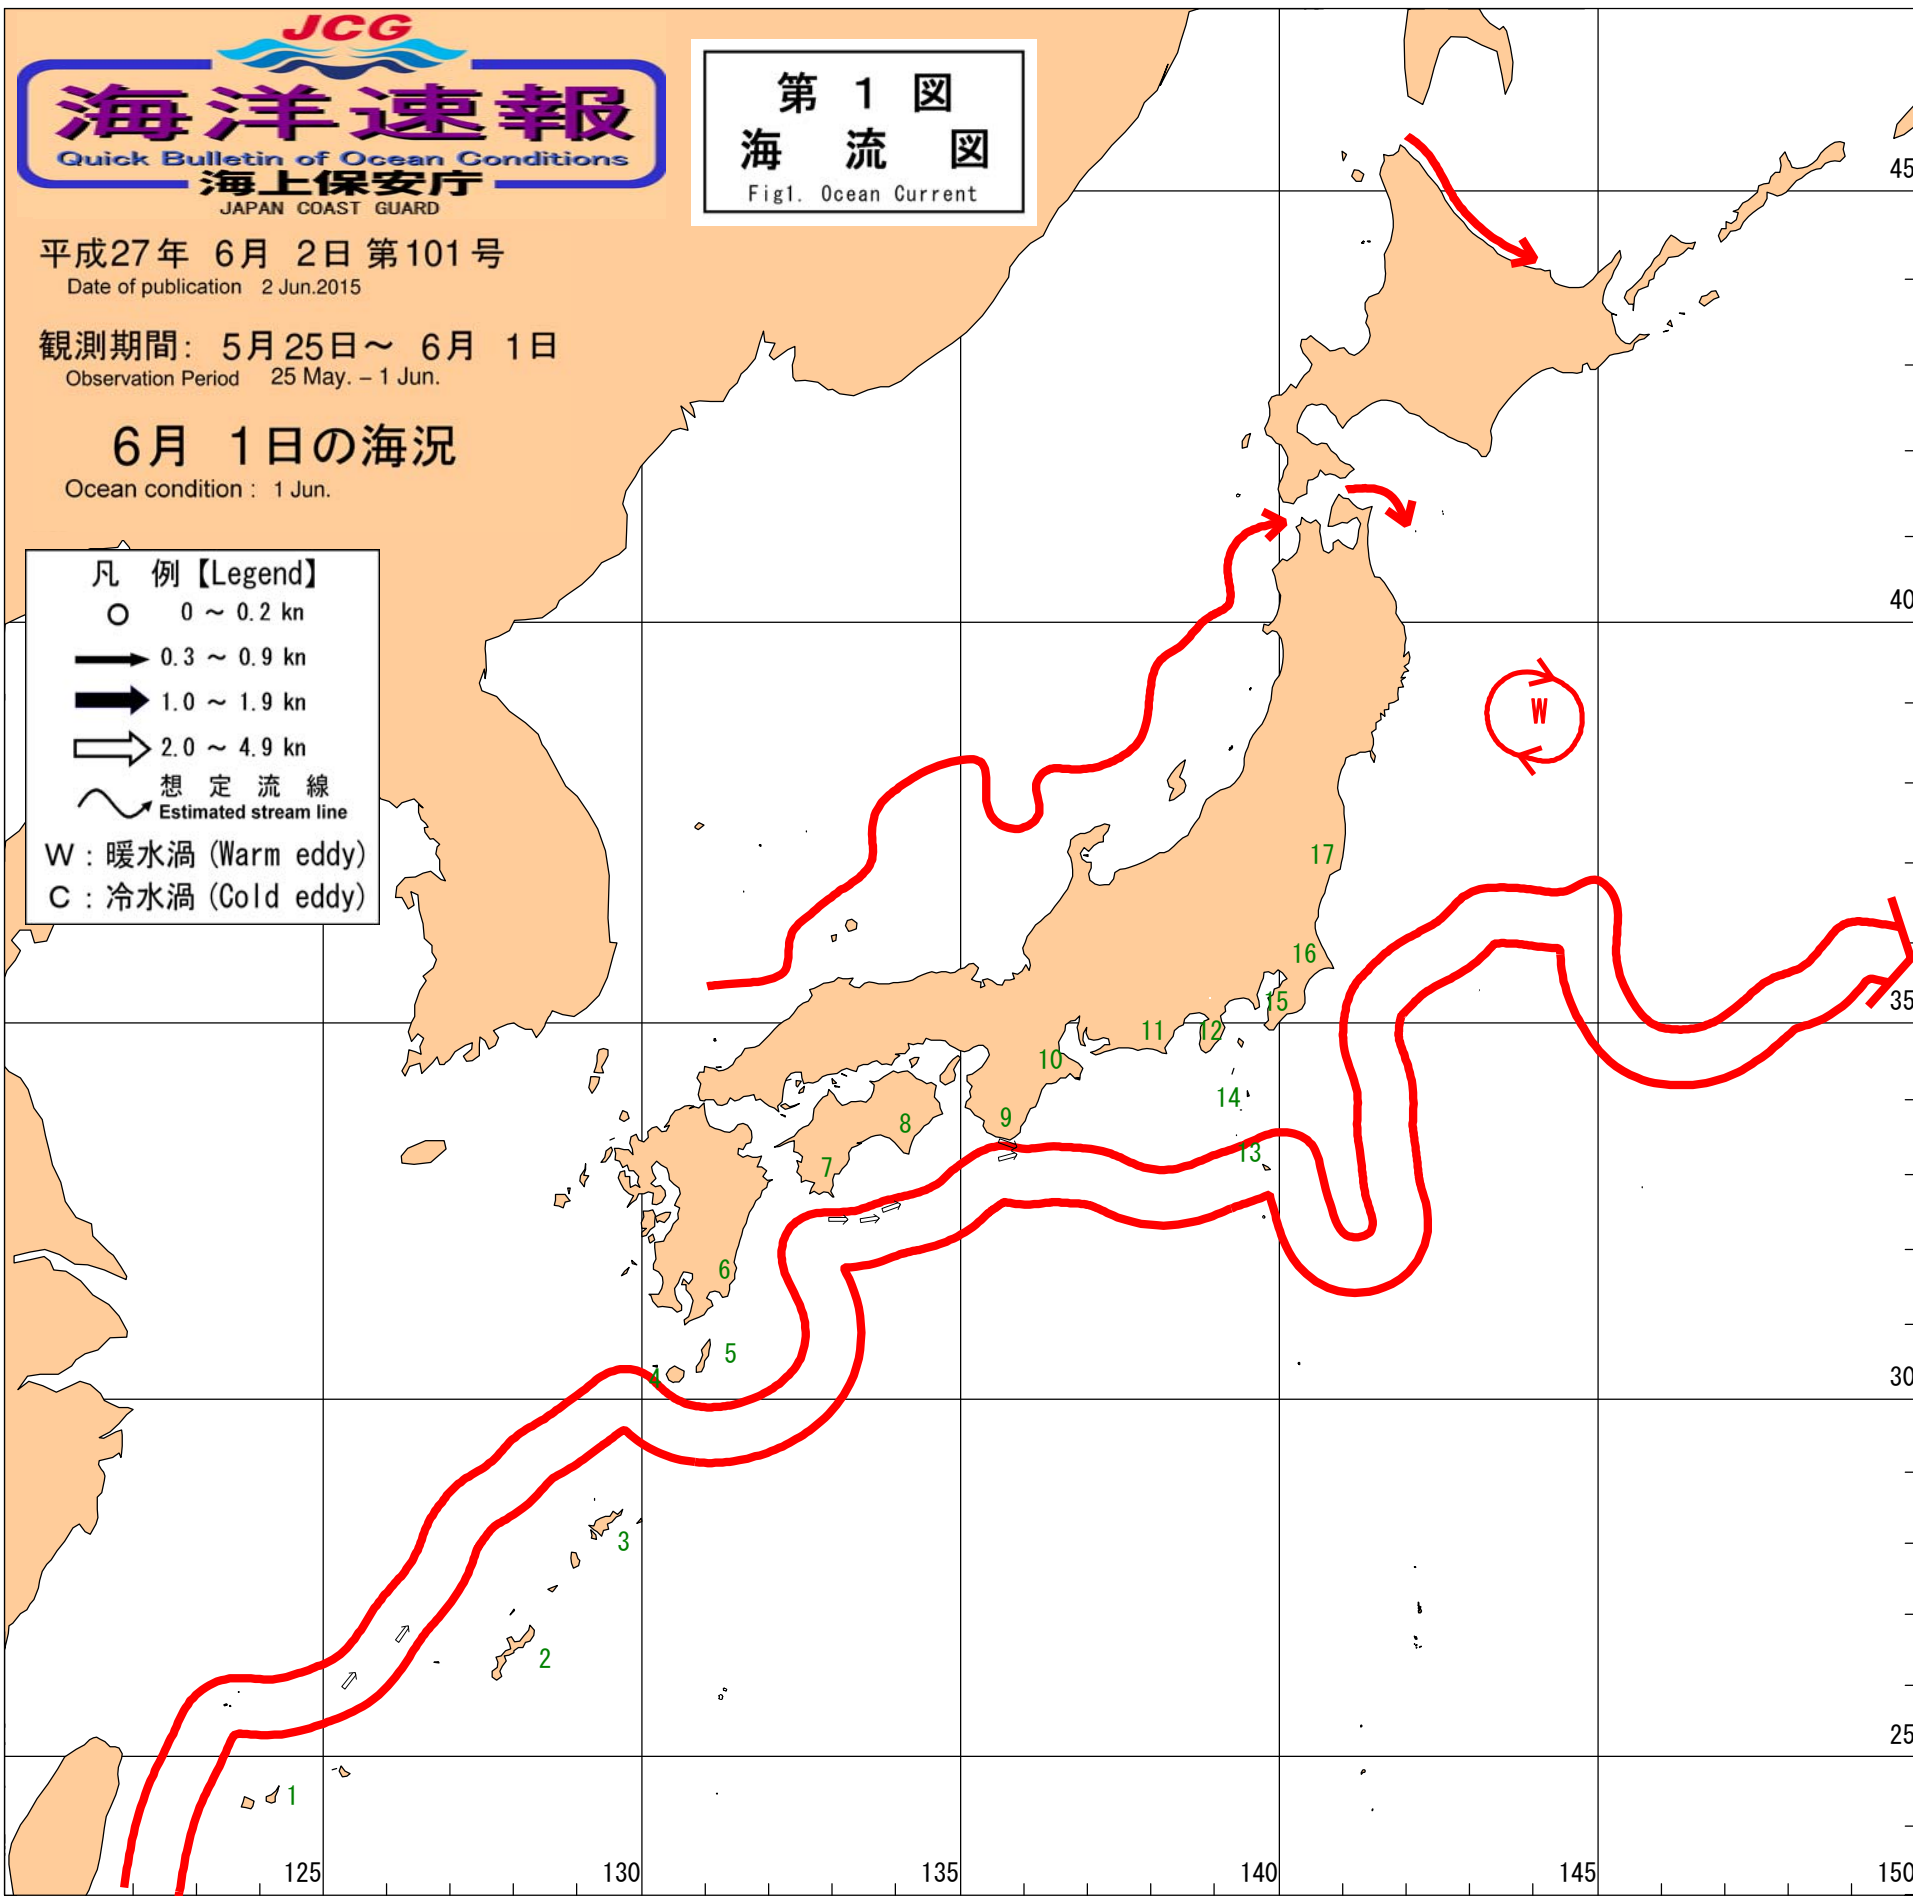 JCG
海洋速報
Quick Bulletin of Ocean Conditions
海上保安庁
JAPAN COAST GUARD
第 1 図
海 流 図
Fig1. Ocean Current
平成27年 6月 2日 第101号
Date of publication 2 Jun.2015
観測期間: 5月25日～ 6月 1日
Observation Period 25 May. – 1 Jun.
6月 1日の海況
Ocean condition : 1 Jun.
凡 例【Legend】
0 ～ 0.2 kn
0.3 ～ 0.9 kn
1.0 ～ 1.9 kn
2.0 ～ 4.9 kn
想 定 流 線
Estimated stream line
W : 暖水渦 (Warm eddy)
C : 冷水渦 (Cold eddy)
45
40
W
17
16
35
15
12
11
10
14
9
8
13
7
6
5
4
30
3
2
25
1
125
130
135
140
145
150